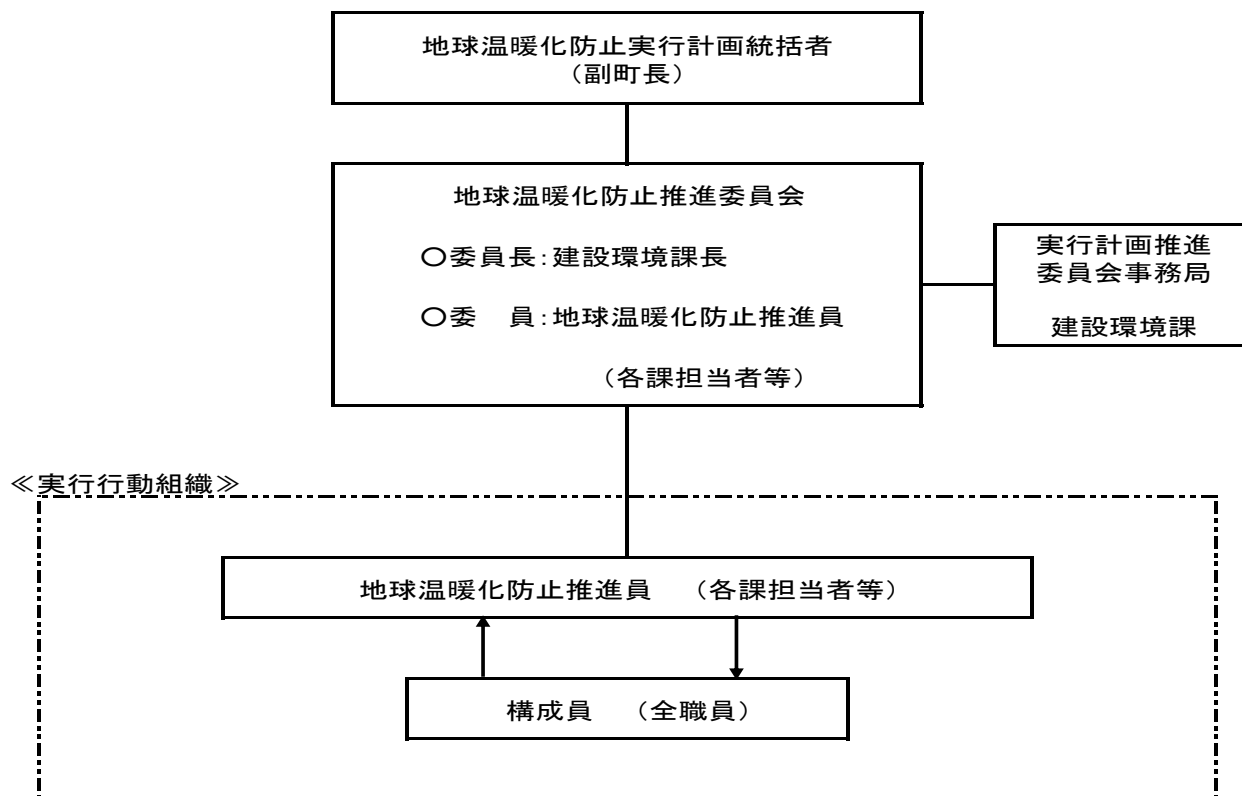 地球温暖化防止実行計画統括者
（副町長）
地球温暖化防止推進委員会
○委員長：建設環境課長
○委　員：地球温暖化防止推進員
（各課担当者等）
実行計画推進
委員会事務局
建設環境課
≪実行行動組織≫
地球温暖化防止推進員　（各課担当者等）
構成員　（全職員）